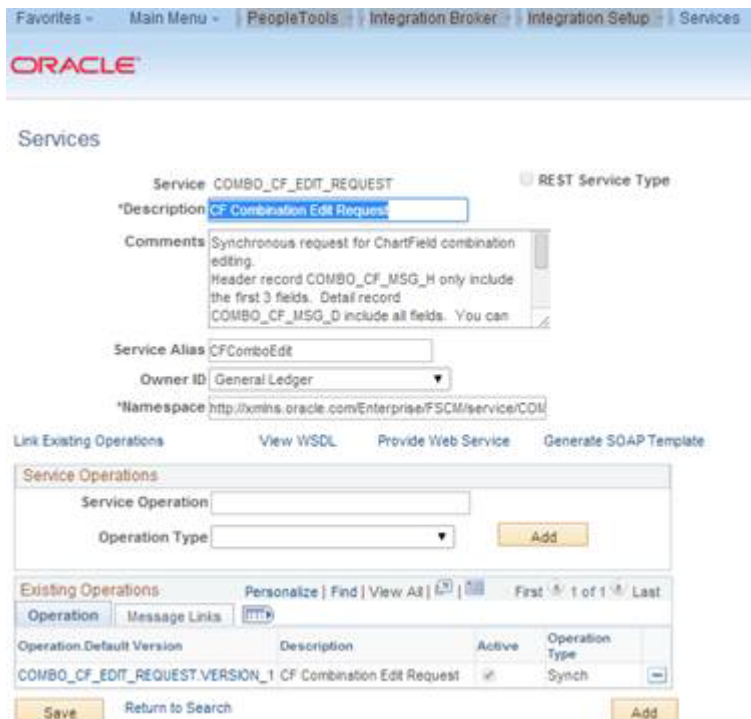 Favorites Main Menu PeopleTools Integration Broker Integration Setup Services
ORACLE
Services
Service COMBO_CF_EDIT_REQUEST REST Service Type
*Description CF Combination Edit Request
Comments Synchronous request for ChartField combination
editing.
Header record COMBO_CF_MSG_H only include
the first 3 fields. Detail record
COMBO_CF_MSG_D include all fields. You can
Service Alias CFComboEdit
Owner ID General Ledger
*Namespace http://xmlns.oracle.com/Enterprise/FSCM/service/COM
Link Existing Operations View WSDL Provide Web Service Generate SOAP Template
Service Operations
Service Operation
Operation Type Add
Existing Operations Personalize | Find | View All | | First 1 of 1 Last
Operation Message Links
Operation.Default Version Description Active Operation Type
COMBO_CF_EDIT_REQUEST.VERSION_1 CF Combination Edit Request Synch
Save Return to Search Add